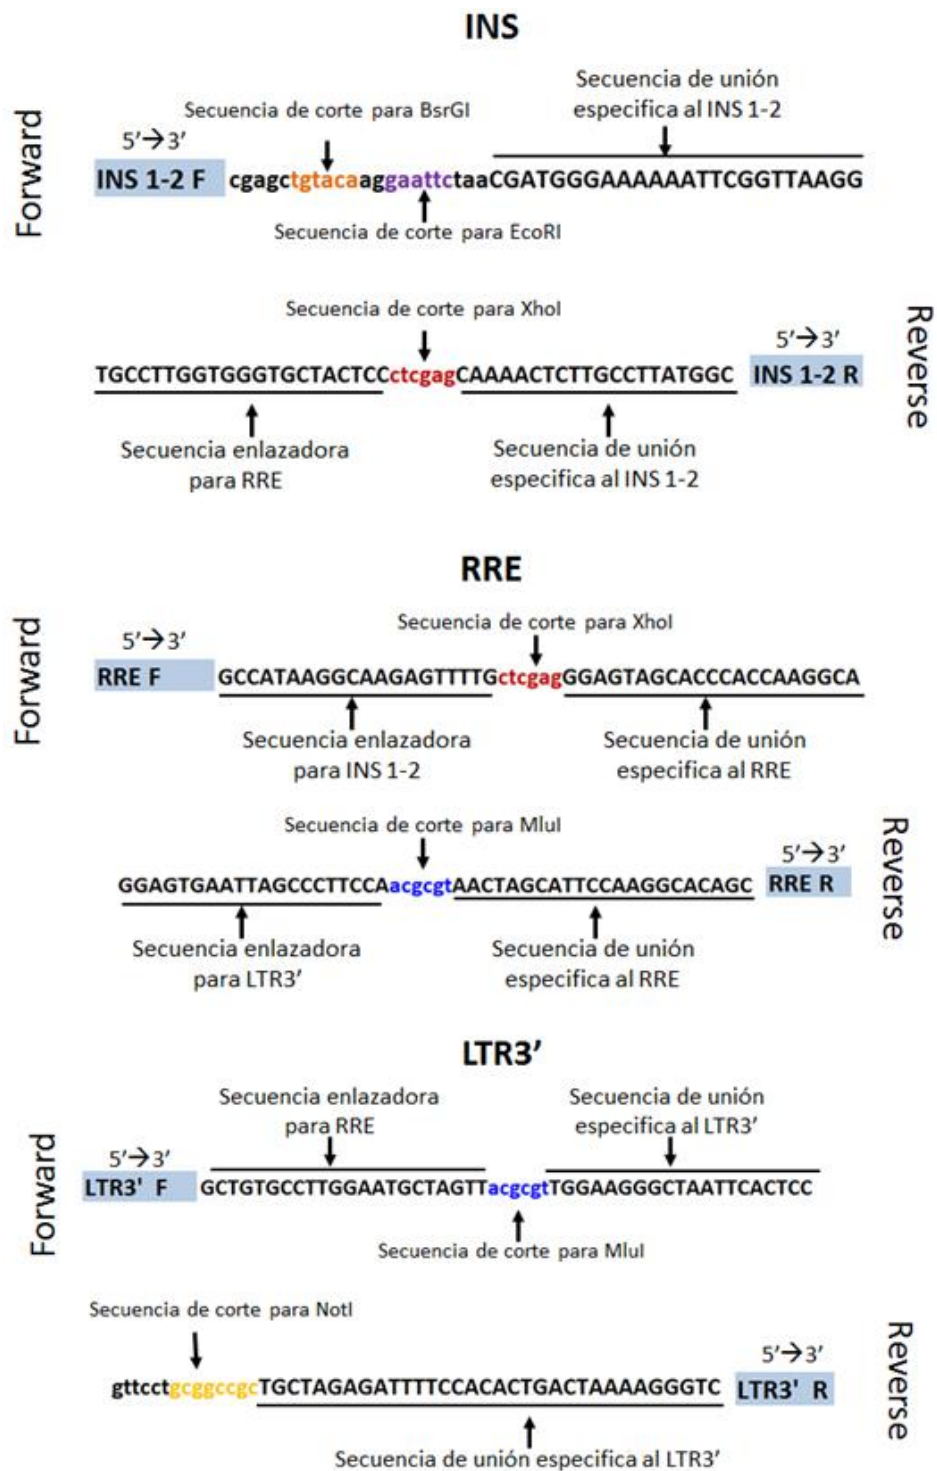 INS
Forward
Secuencia de unión
especifica al INS 1-2
Secuencia de corte para BsrGI
5'→3'
INS 1-2 F
cgagctgtacaaggaattctaaCGATGGGAAAAAATTCGGTTAAGG
Secuencia de corte para EcoRI
Reverse
Secuencia de corte para XhoI
5'→3'
TGCCTTGGTGGGTGCTACTCCctcgagCAAAACTCTTGCCTTATGGC
INS 1-2 R
Secuencia enlazadora
para RRE
Secuencia de unión
especifica al INS 1-2
RRE
Forward
Secuencia de corte para XhoI
5'→3'
RRE F
GCCATAAGGCAAGAGTTTTGctcgagGGAGTAGCACCCACCAAGGCA
Secuencia enlazadora
para INS 1-2
Secuencia de unión
especifica al RRE
Reverse
Secuencia de corte para MluI
5'→3'
GGAGTGAATTAGCCCTTCCAacgcgtAACTAGCATTCCAAGGCACAGC
RRE R
Secuencia enlazadora
para LTR3'
Secuencia de unión
especifica al RRE
LTR3'
Forward
Secuencia enlazadora
para RRE
Secuencia de unión
especifica al LTR3'
5'→3'
LTR3' F
GCTGTGCCTTGGAATGCTAGTTacgcgtTGGAAGGGCTAATTCACTCC
Secuencia de corte para MluI
Reverse
Secuencia de corte para NotI
5'→3'
gttcctgcggccgcTGCTAGAGATTTTCCACACTGACTAAAAGGGTC
LTR3' R
Secuencia de unión especifica al LTR3'